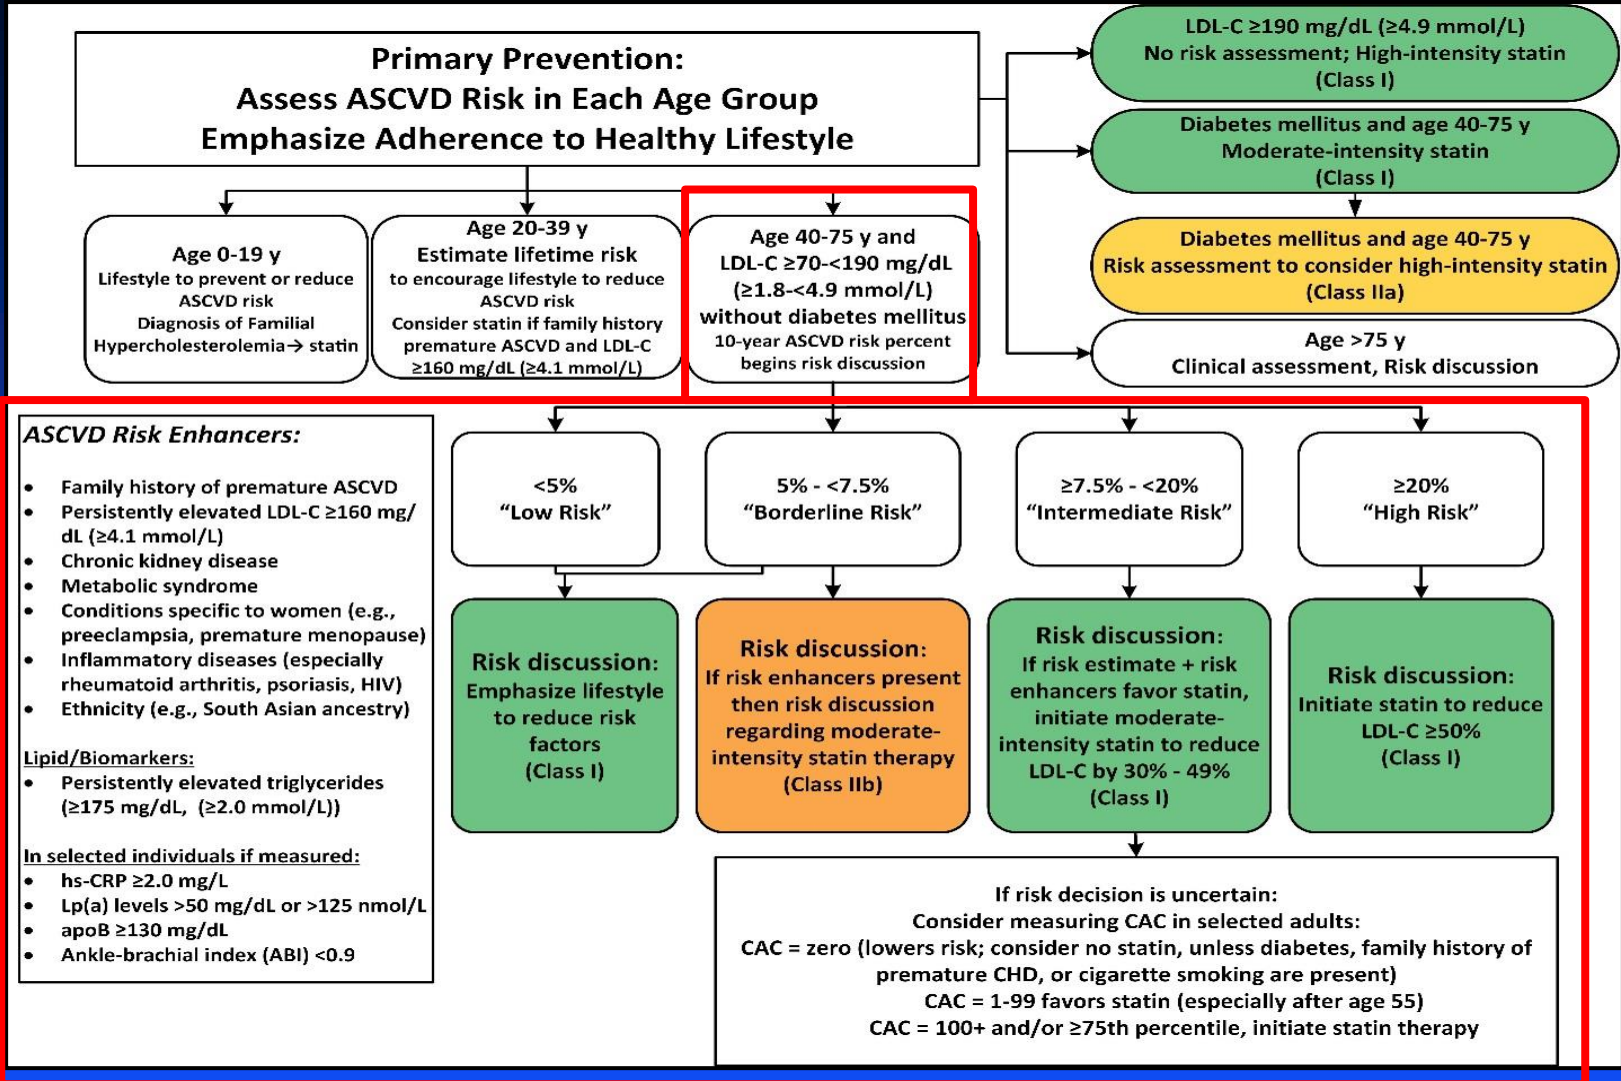 Primary Prevention:
Assess ASCVD Risk in Each Age Group
Emphasize Adherence to Healthy Lifestyle
LDL-C ≥190 mg/dL (≥4.9 mmol/L)
No risk assessment; High-intensity statin
(Class I)
Diabetes mellitus and age 40-75 y
Moderate-intensity statin
(Class I)
Diabetes mellitus and age 40-75 y
Risk assessment to consider high-intensity statin
(Class IIa)
Age >75 y
Clinical assessment, Risk discussion
Age 0-19 y
Lifestyle to prevent or reduce
ASCVD risk
Diagnosis of Familial
Hypercholesterolemia→ statin
Age 20-39 y
Estimate lifetime risk
to encourage lifestyle to reduce
ASCVD risk
Consider statin if family history
premature ASCVD and LDL-C
≥160 mg/dL (≥4.1 mmol/L)
Age 40-75 y and
LDL-C ≥70-<190 mg/dL
(≥1.8-<4.9 mmol/L)
without diabetes mellitus
10-year ASCVD risk percent
begins risk discussion
ASCVD Risk Enhancers:
• Family history of premature ASCVD
• Persistently elevated LDL-C ≥160 mg/
dL (≥4.1 mmol/L)
• Chronic kidney disease
• Metabolic syndrome
• Conditions specific to women (e.g.,
preeclampsia, premature menopause)
• Inflammatory diseases (especially
rheumatoid arthritis, psoriasis, HIV)
• Ethnicity (e.g., South Asian ancestry)
Lipid/Biomarkers:
• Persistently elevated triglycerides
(≥175 mg/dL, (≥2.0 mmol/L))
In selected individuals if measured:
• hs-CRP ≥2.0 mg/L
• Lp(a) levels >50 mg/dL or >125 nmol/L
• apoB ≥130 mg/dL
• Ankle-brachial index (ABI) <0.9
<5%
“Low Risk”
5% - <7.5%
“Borderline Risk”
≥7.5% - <20%
“Intermediate Risk”
≥20%
“High Risk”
Risk discussion:
Emphasize lifestyle
to reduce risk
factors
(Class I)
Risk discussion:
If risk enhancers present
then risk discussion
regarding moderate-
intensity statin therapy
(Class IIb)
Risk discussion:
If risk estimate + risk
enhancers favor statin,
initiate moderate-
intensity statin to reduce
LDL-C by 30% - 49%
(Class I)
Risk discussion:
Initiate statin to reduce
LDL-C ≥50%
(Class I)
If risk decision is uncertain:
Consider measuring CAC in selected adults:
CAC = zero (lowers risk; consider no statin, unless diabetes, family history of
premature CHD, or cigarette smoking are present)
CAC = 1-99 favors statin (especially after age 55)
CAC = 100+ and/or ≥75th percentile, initiate statin therapy